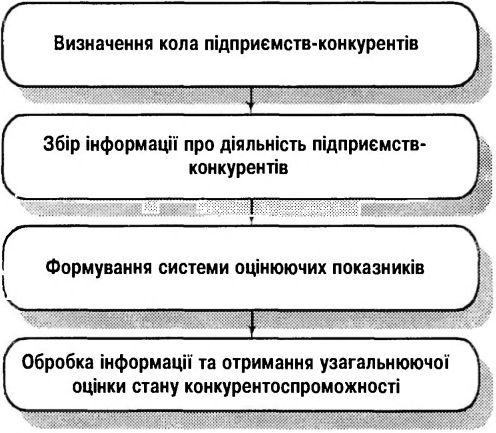 Визначення кола підприємств-конкурентів
Збір інформації про діяльність підприємств-
конкурентів
Формування системи оцінюючих показників
Обробка інформації та отримання узагальнюючої
оцінки стану конкурентоспроможності